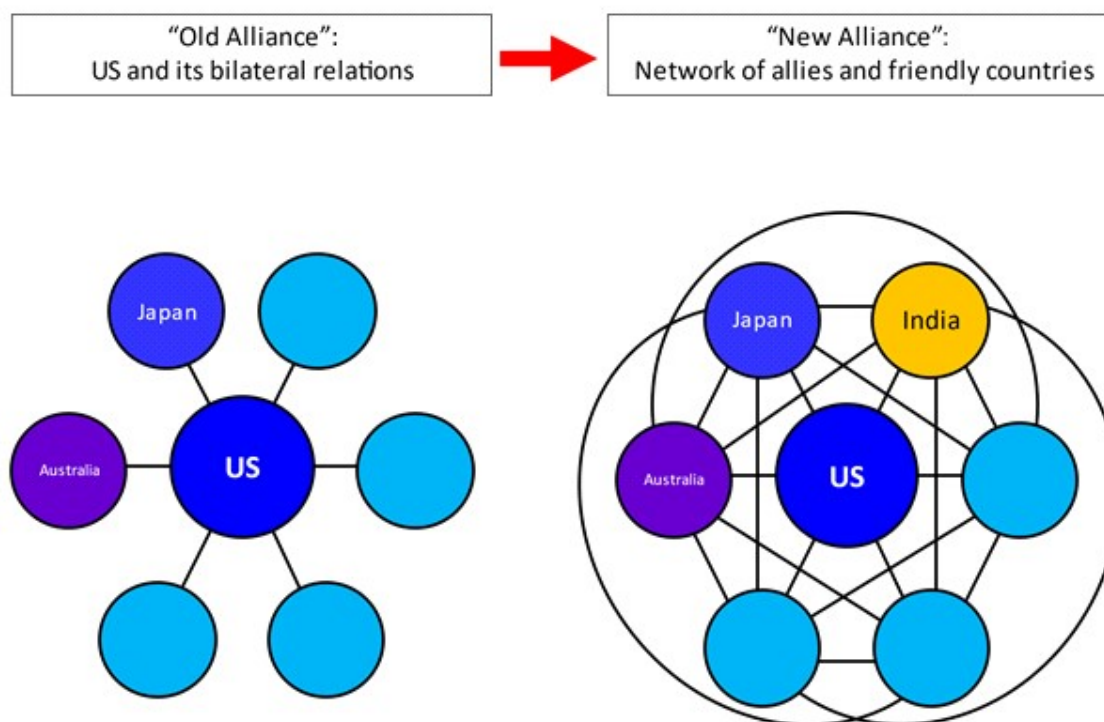 “Old Alliance”:
US and its bilateral relations
“New Alliance”:
Network of allies and friendly countries
Japan
US
Australia
Japan
India
US
Australia